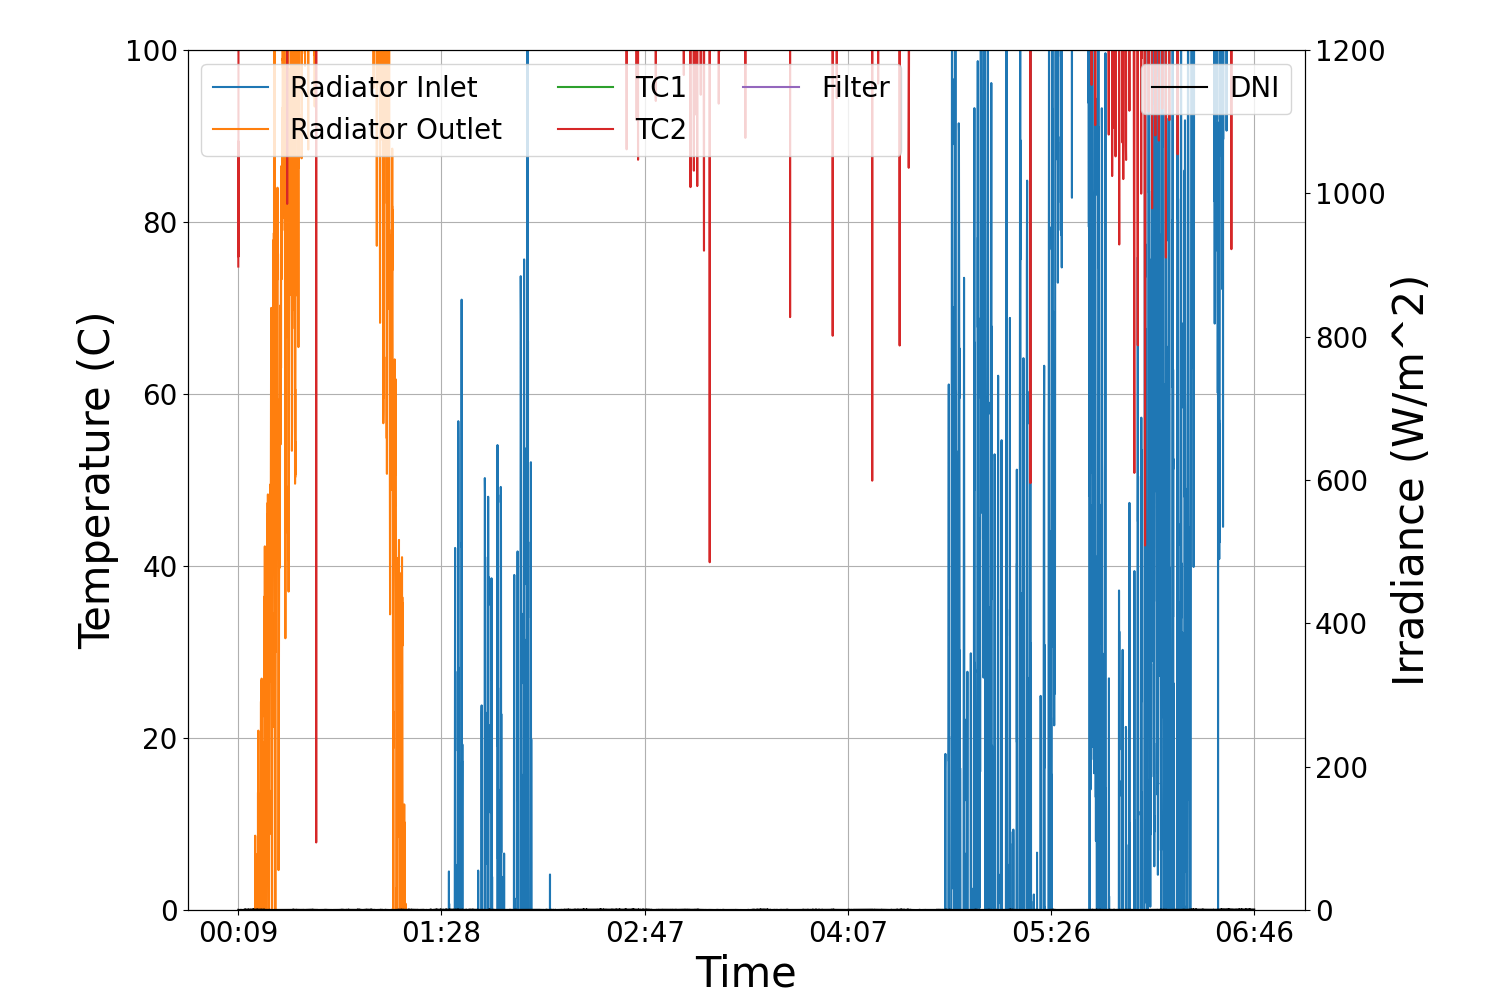 100
80
60
40
20
0
Temperature (C)
Radiator Inlet
Radiator Outlet
TC1
TC2
Filter
DNI
1200
1000
800
600
400
200
0
Irradiance (W/m^2)
00:09
01:28
02:47
04:07
05:26
06:46
Time